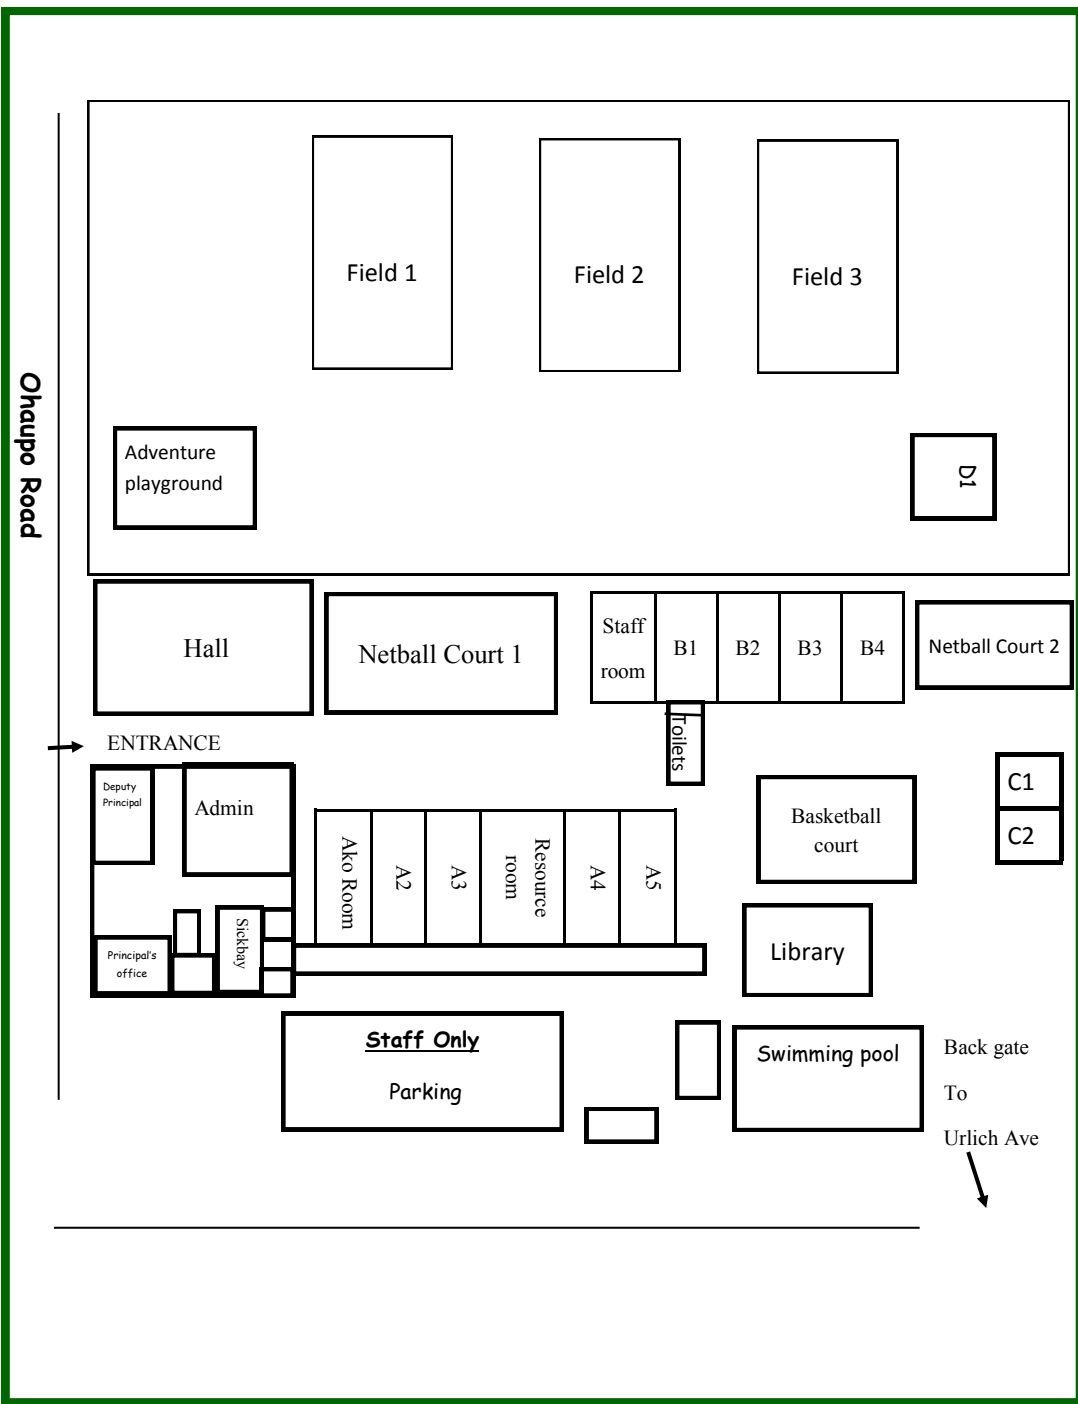 Field 1
Field 2
Field 3
Ohaupo Road
Adventure
playground
D1
Hall
Netball Court 1
Staff
room
B1
B2
B3
B4
Netball Court 2
Toilets
ENTRANCE
Deputy
Principal
Admin
C1
C2
Basketball
court
Ako Room
A2
A3
Resource
room
A4
A5
Sickbay
Principal's
office
Library
Staff Only
Parking
Swimming pool
Back gate
To
Urlich Ave